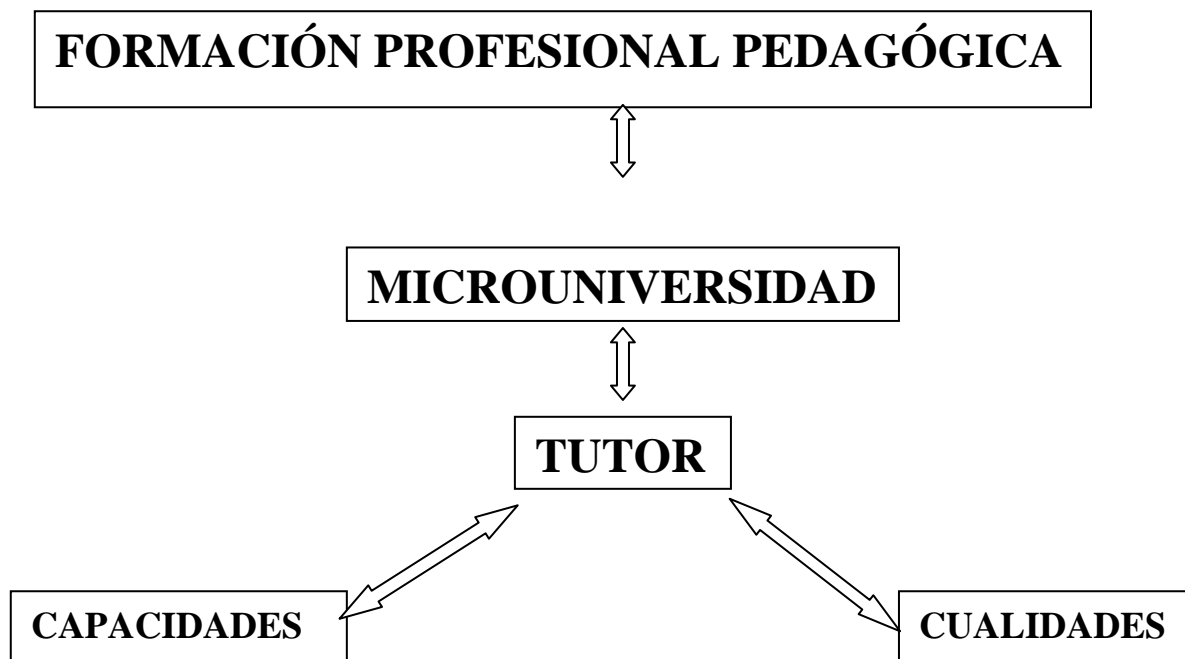 FORMACIÓN PROFESIONAL PEDAGÓGICA
MICROUNIVERSIDAD
TUTOR
CAPACIDADES
CUALIDADES